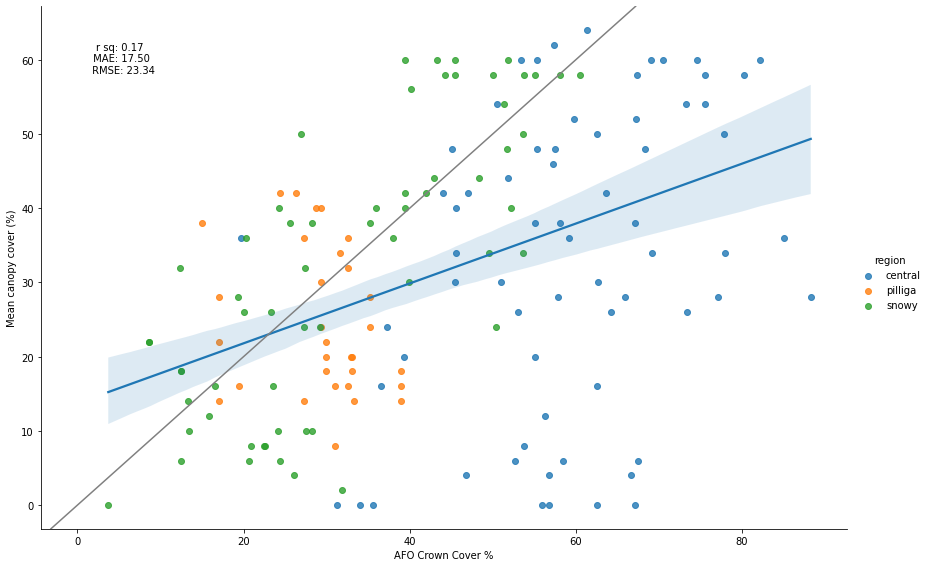 r sq: 0.17
MAE: 17.50
RMSE: 23.34
Mean canopy cover (%)
60
50
40
30
20
10
0
0 20 40 60 80
AFO Crown Cover %
region
central
pilliga
snowy